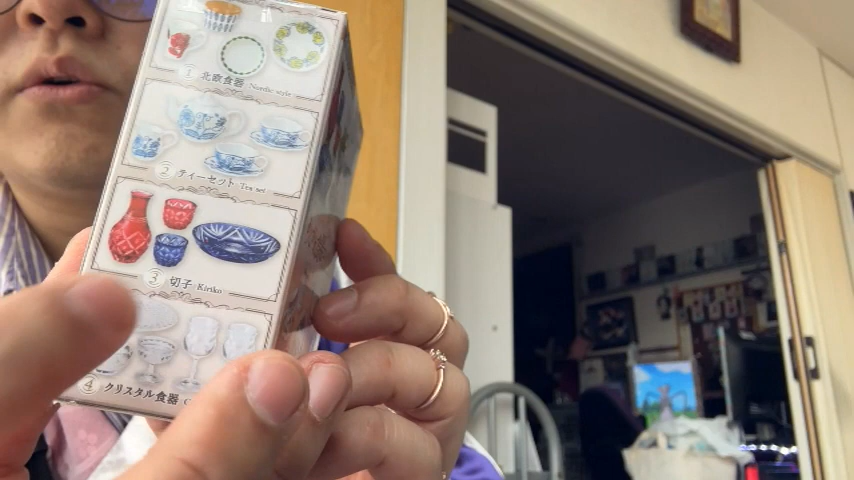 ① 北欧食器 Nordic style
② ティーセット Tea set
③ 切子 Kiriko
④ クリスタル食器